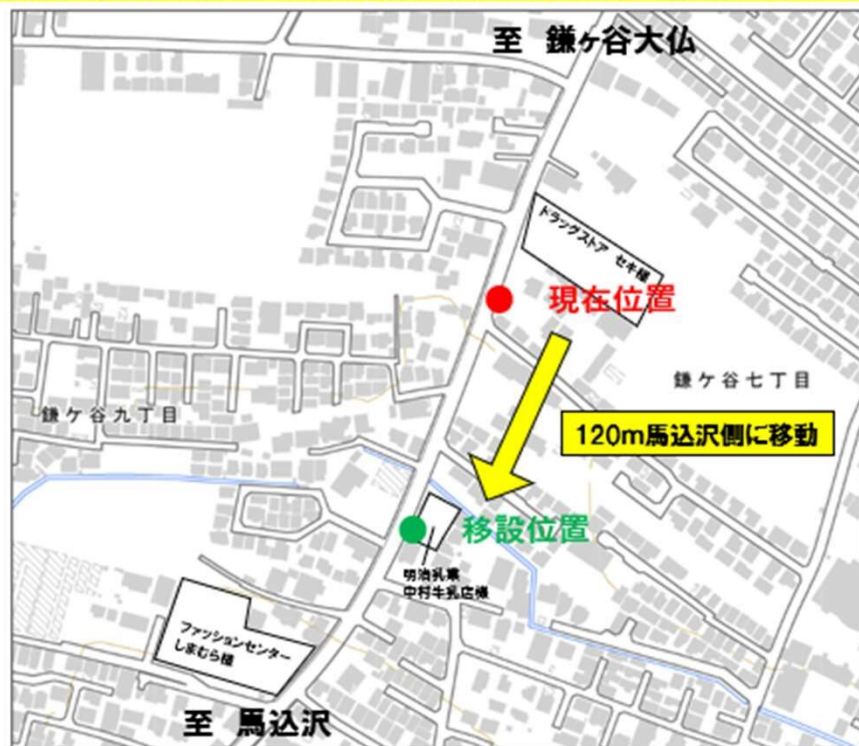 至 鎌ヶ谷大仏
ドラッグストア セキ様
現在位置
鎌ケ谷七丁目
鎌ケ谷九丁目
120m馬込沢側に移動
移設位置
明治乳業
中村牛乳店様
ファッションセンター
しまむら様
至 馬込沢